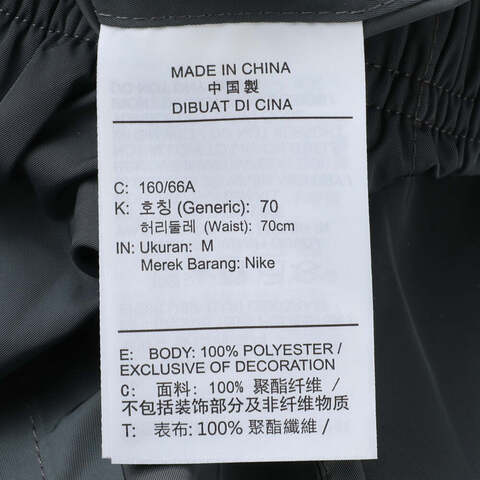 MADE IN CHINA
中国製
DIBUAT DI CINA
C: 160/66A
K: 호칭 (Generic): 70
허리둘레 (Waist): 70cm
IN: Ukuran: M
Merek Barang: Nike
E: BODY: 100% POLYESTER /
EXCLUSIVE OF DECORATION
C: 面料: 100% 聚酯纤维 /
不包括装饰部分及非纤维部分
T: 表布: 100% 聚酯纖維 /